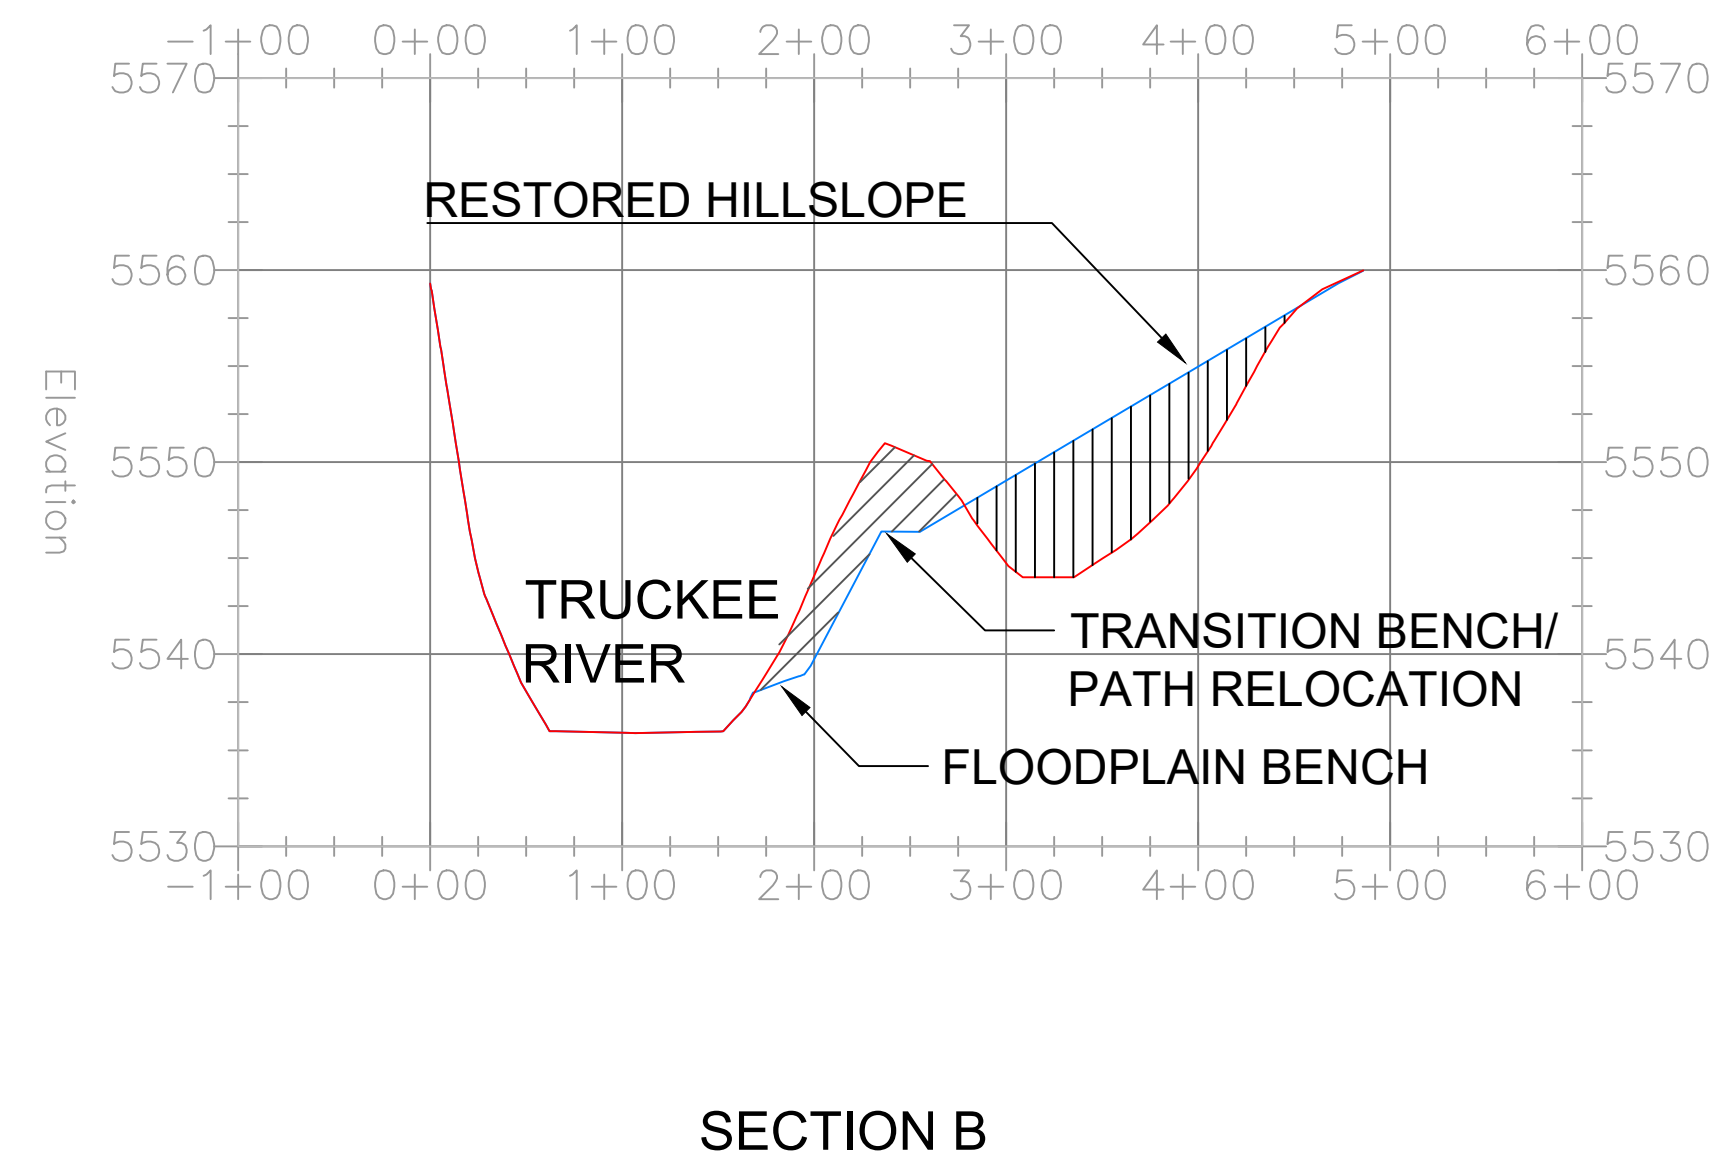 -1+00 0+00 1+00 2+00 3+00 4+00 5+00 6+00
5570 5570
RESTORED HILLSLOPE
5560 5560
Elevation
5550 5550
TRUCKEE
RIVER
TRANSITION BENCH/
PATH RELOCATION
5540 5540
FLOODPLAIN BENCH
5530 5530
-1+00 0+00 1+00 2+00 3+00 4+00 5+00 6+00
SECTION B